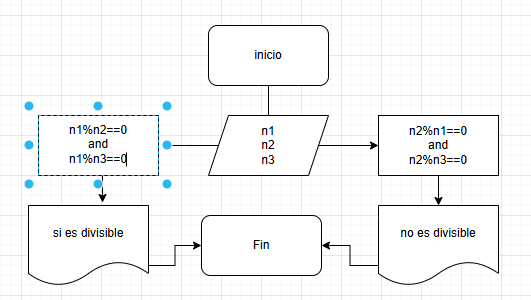 inicio
n1%n2==0
and
n1%n3==0
n1
n2
n3
n2%n1==0
and
n2%n3==0
si es divisible
Fin
no es divisible